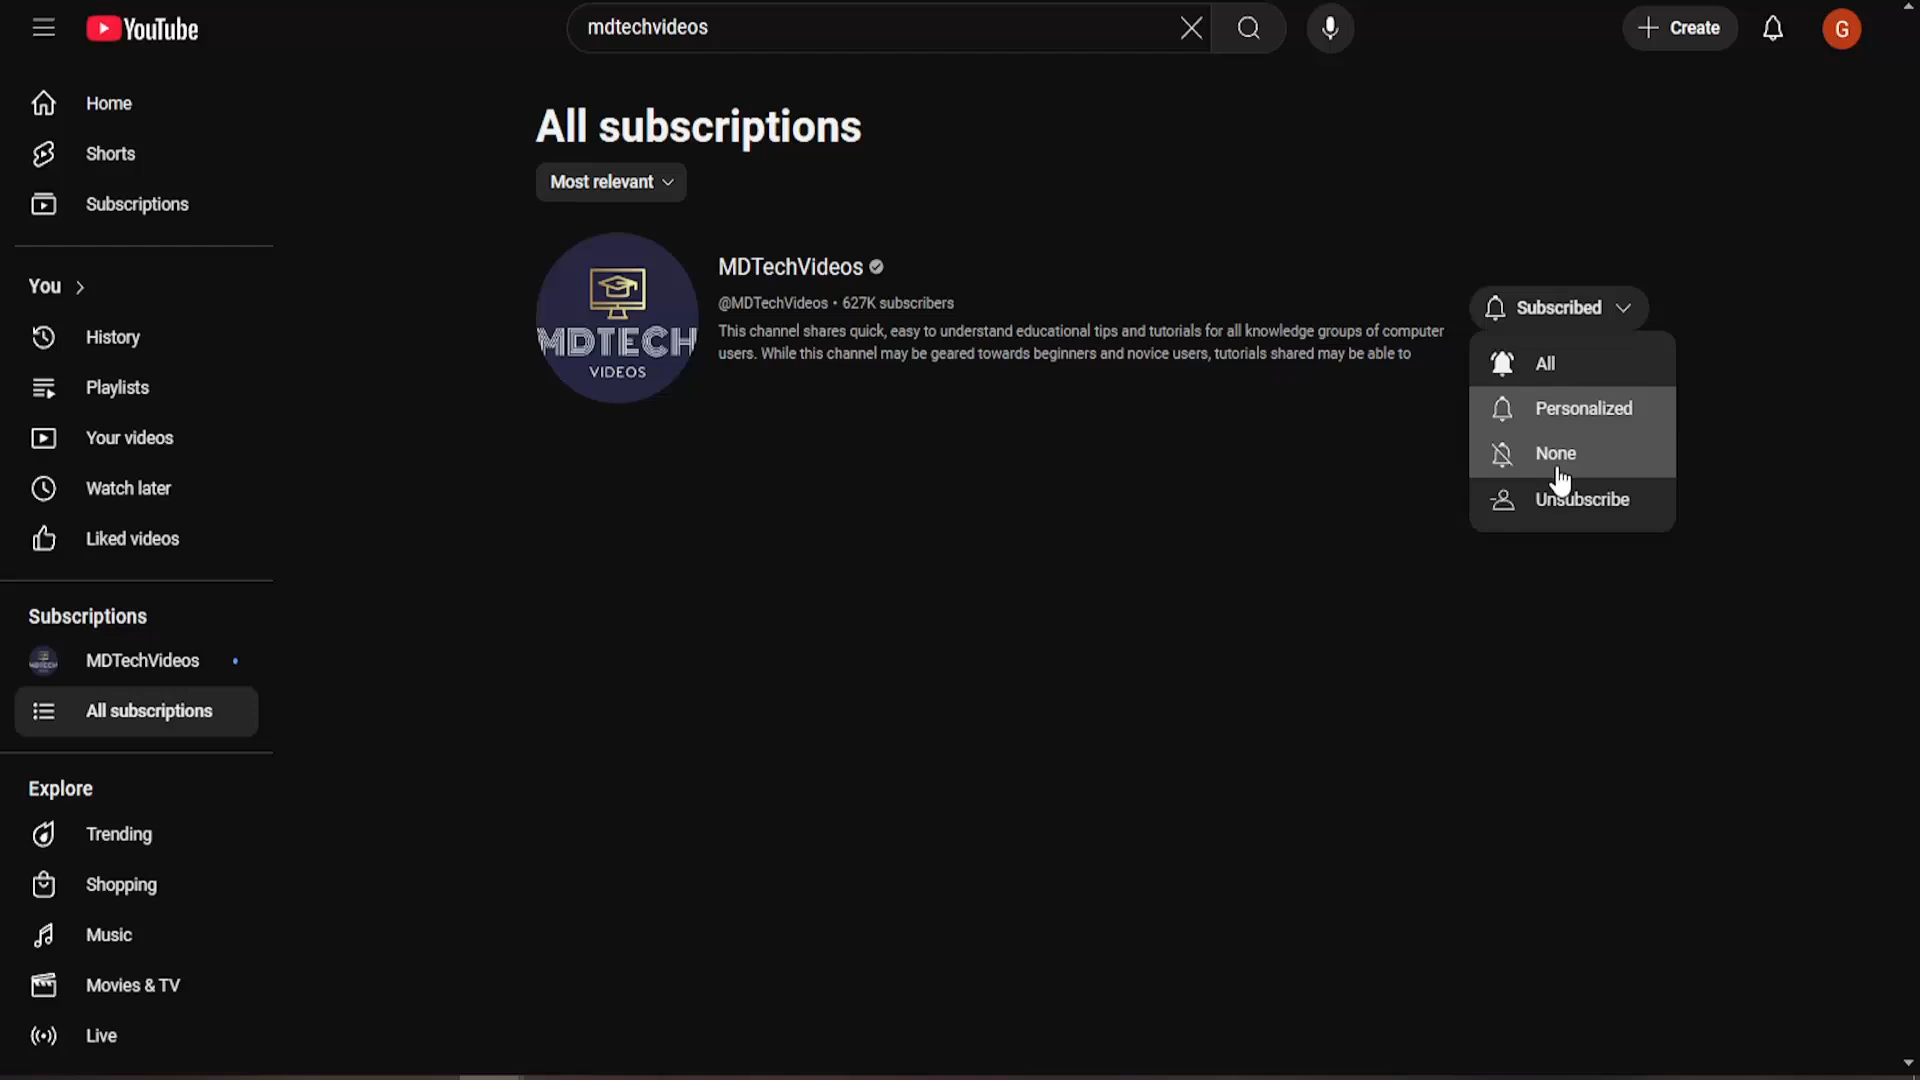 YouTube
mdtechvideos
Create
G
Home
Shorts
Subscriptions
You
History
Playlists
Your videos
Watch later
Liked videos
Subscriptions
MDTechVideos
All subscriptions
Explore
Trending
Shopping
Music
Movies & TV
Live
All subscriptions
Most relevant
MDTECH
VIDEOS
MDTechVideos
@MDTechVideos • 627K subscribers
This channel shares quick, easy to understand educational tips and tutorials for all knowledge groups of computer
users. While this channel may be geared towards beginners and novice users, tutorials shared may be able to
Subscribed
All
Personalized
None
Unsubscribe